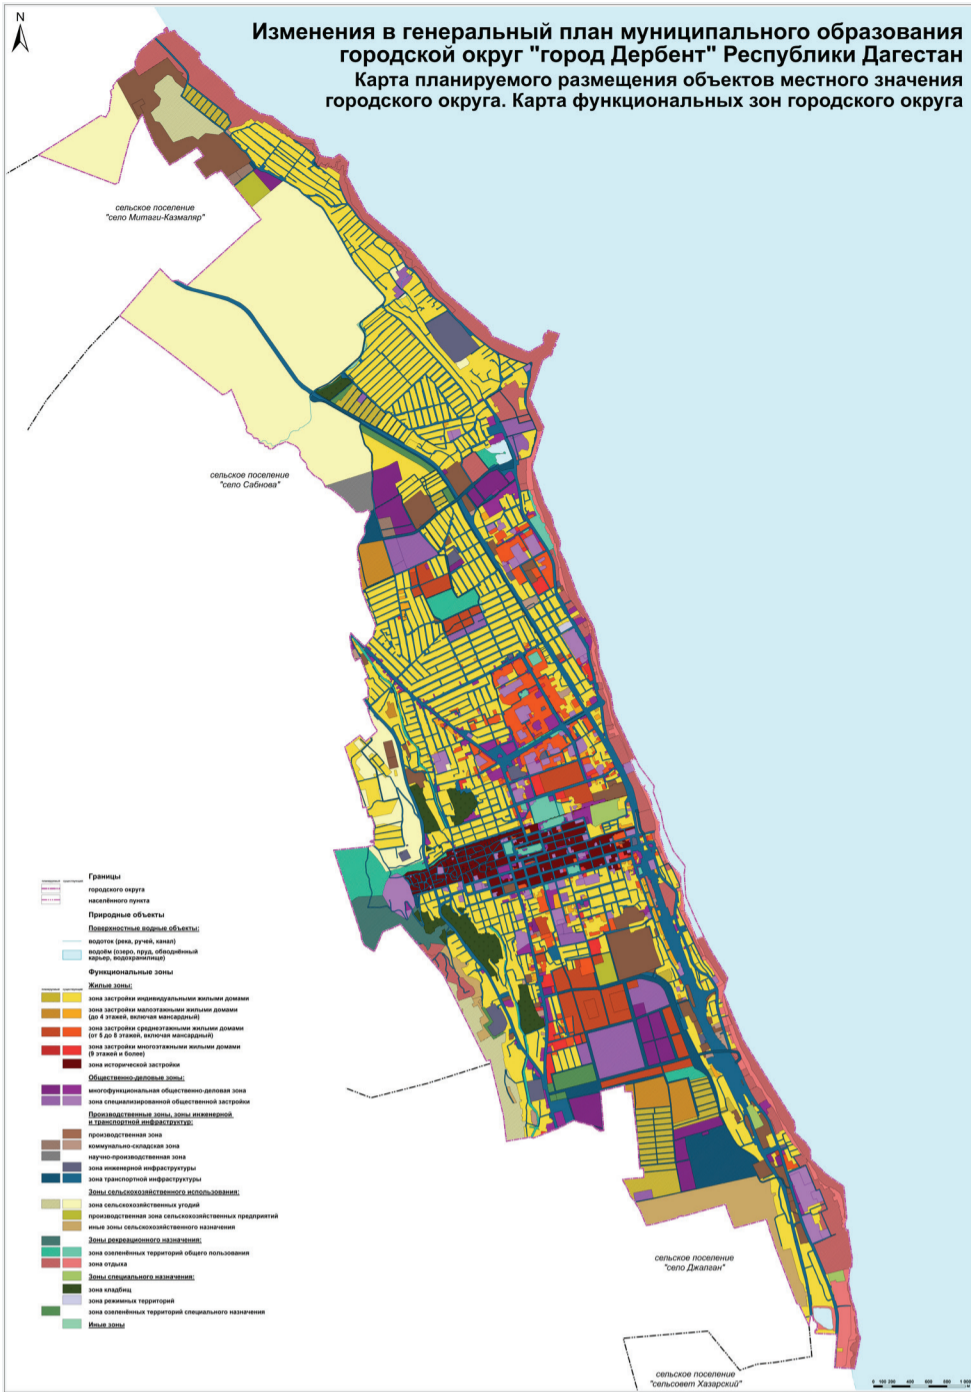 N
Изменения в генеральный план муниципального образования
городской округ "город Дербент" Республики Дагестан
Карта планируемого размещения объектов местного значения
городского округа. Карта функциональных зон городского округа
сельское поселение
"село Митаги-Казмаляр"
сельское поселение
"село Сабнова"
Границы
городского округа
населённого пункта
Природные объекты
Поверхностные водные объекты:
водоток (река, ручей, канал)
водоём (озеро, пруд, обводнённый
карьер, водохранилище)
Функциональные зоны
Жилые зоны:
зона застройки индивидуальными жилыми домами
зона застройки малоэтажными жилыми домами
(до 4 этажей, включая мансардный)
зона застройки среднеэтажными жилыми домами
(от 5 до 8 этажей, включая мансардный)
зона застройки многоэтажными жилыми домами
(9 этажей и более)
зона исторической застройки
Общественно-деловые зоны:
многофункциональная общественно-деловая зона
зона специализированной общественной застройки
Производственные зоны, зоны инженерной
и транспортной инфраструктур:
производственная зона
коммунально-складская зона
научно-производственная зона
зона инженерной инфраструктуры
зона транспортной инфраструктуры
Зоны сельскохозяйственного использования:
зона сельскохозяйственных угодий
производственная зона сельскохозяйственных предприятий
иные зоны сельскохозяйственного назначения
Зоны рекреационного назначения:
зона озеленённых территорий общего пользования
зона отдыха
Зоны специального назначения:
зона кладбищ
зона режимных территорий
зона озеленённых территорий специального назначения
Иные зоны
сельское поселение
"село Джалган"
сельское поселение
"сельсовет Хазарский"